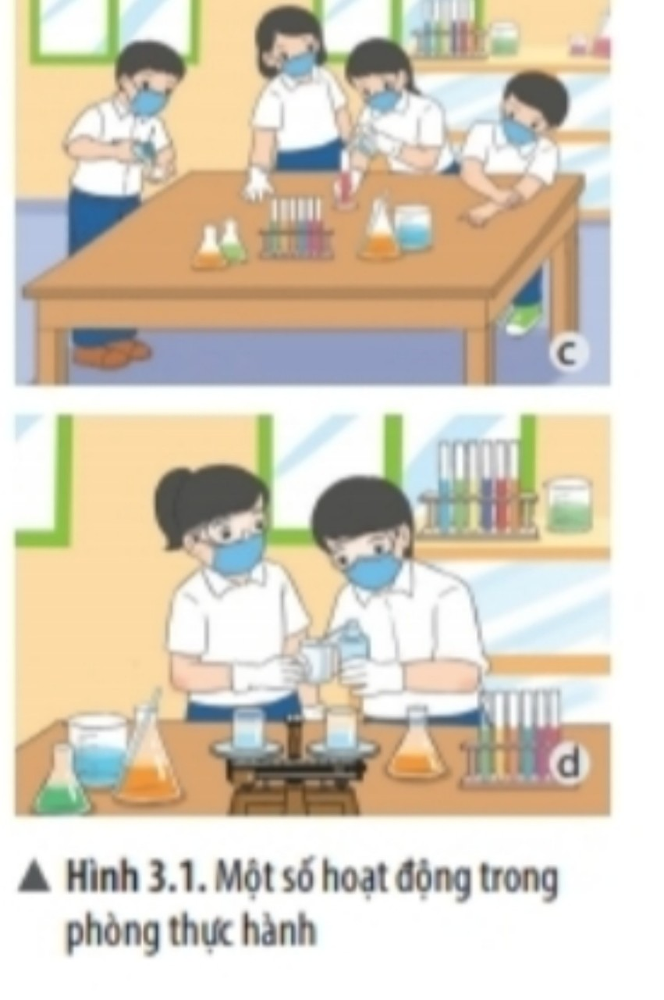 c
d
▲ Hình 3.1. Một số hoạt động trong
phòng thực hành